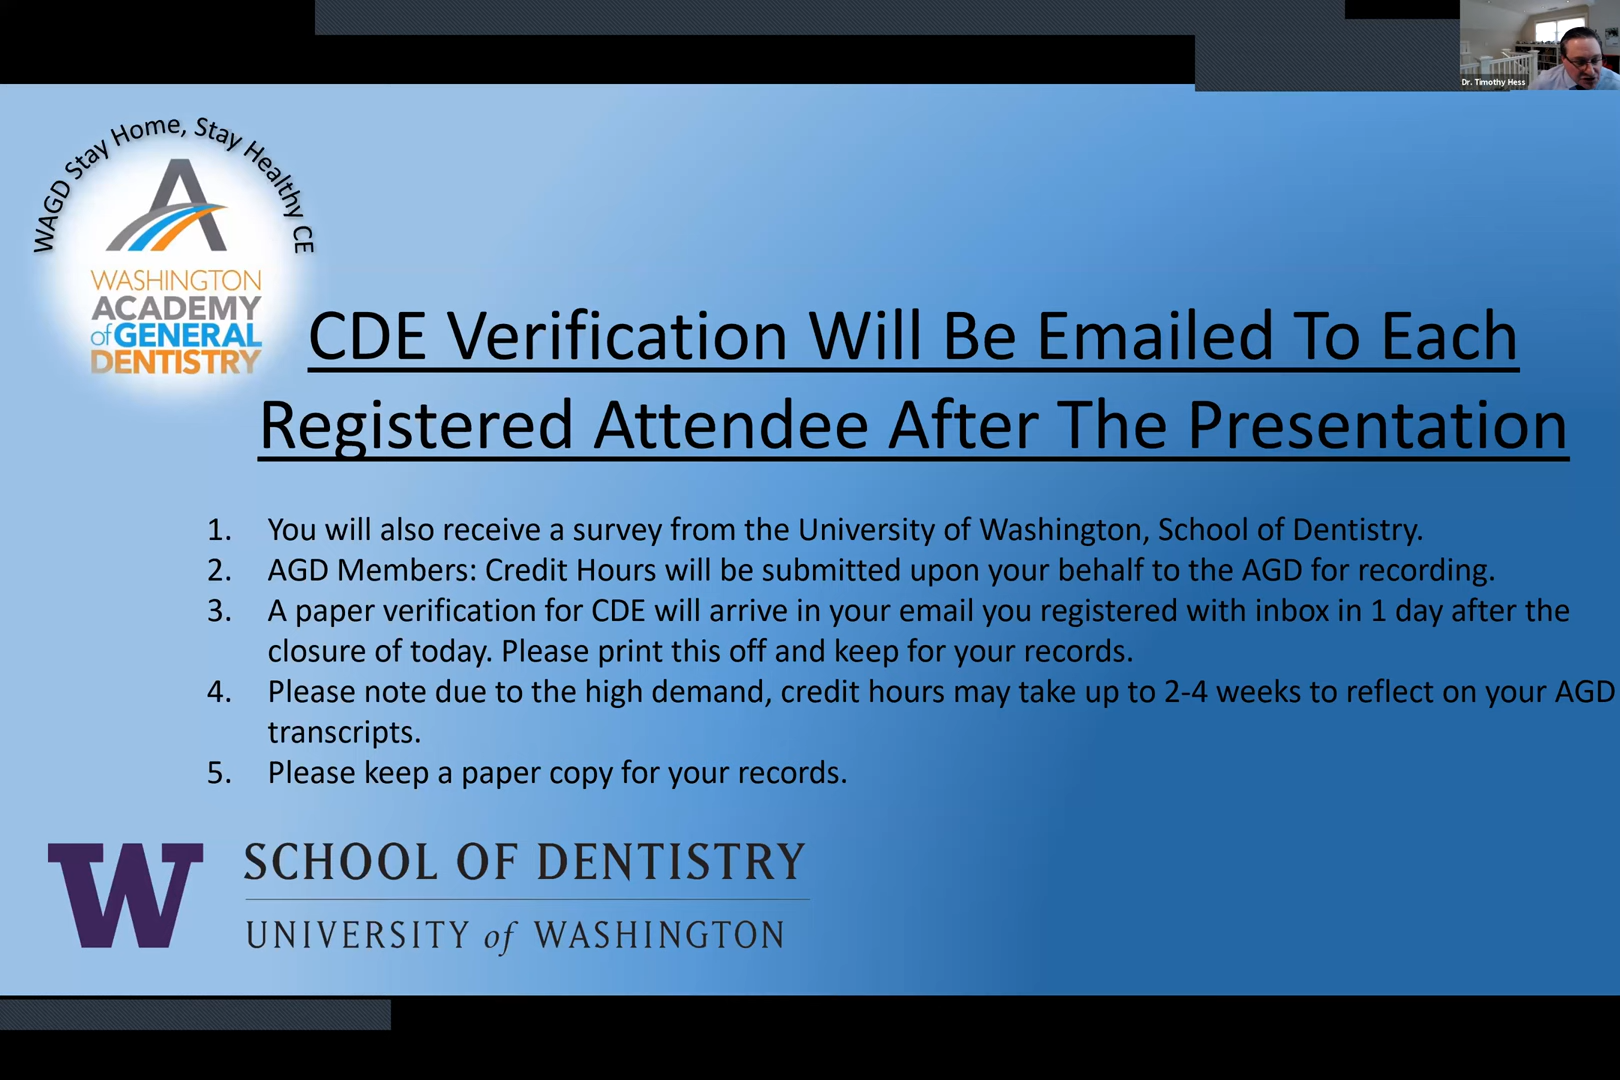 Dr. Timothy Hess
WAGD Stay Home, Stay Healthy CE
WASHINGTON
ACADEMY
of GENERAL
DENTISTRY
CDE Verification Will Be Emailed To Each
Registered Attendee After The Presentation
1. You will also receive a survey from the University of Washington, School of Dentistry.
2. AGD Members: Credit Hours will be submitted upon your behalf to the AGD for recording.
3. A paper verification for CDE will arrive in your email you registered with inbox in 1 day after the
closure of today. Please print this off and keep for your records.
4. Please note due to the high demand, credit hours may take up to 2-4 weeks to reflect on your AGD
transcripts.
5. Please keep a paper copy for your records.
W
SCHOOL OF DENTISTRY
UNIVERSITY of WASHINGTON